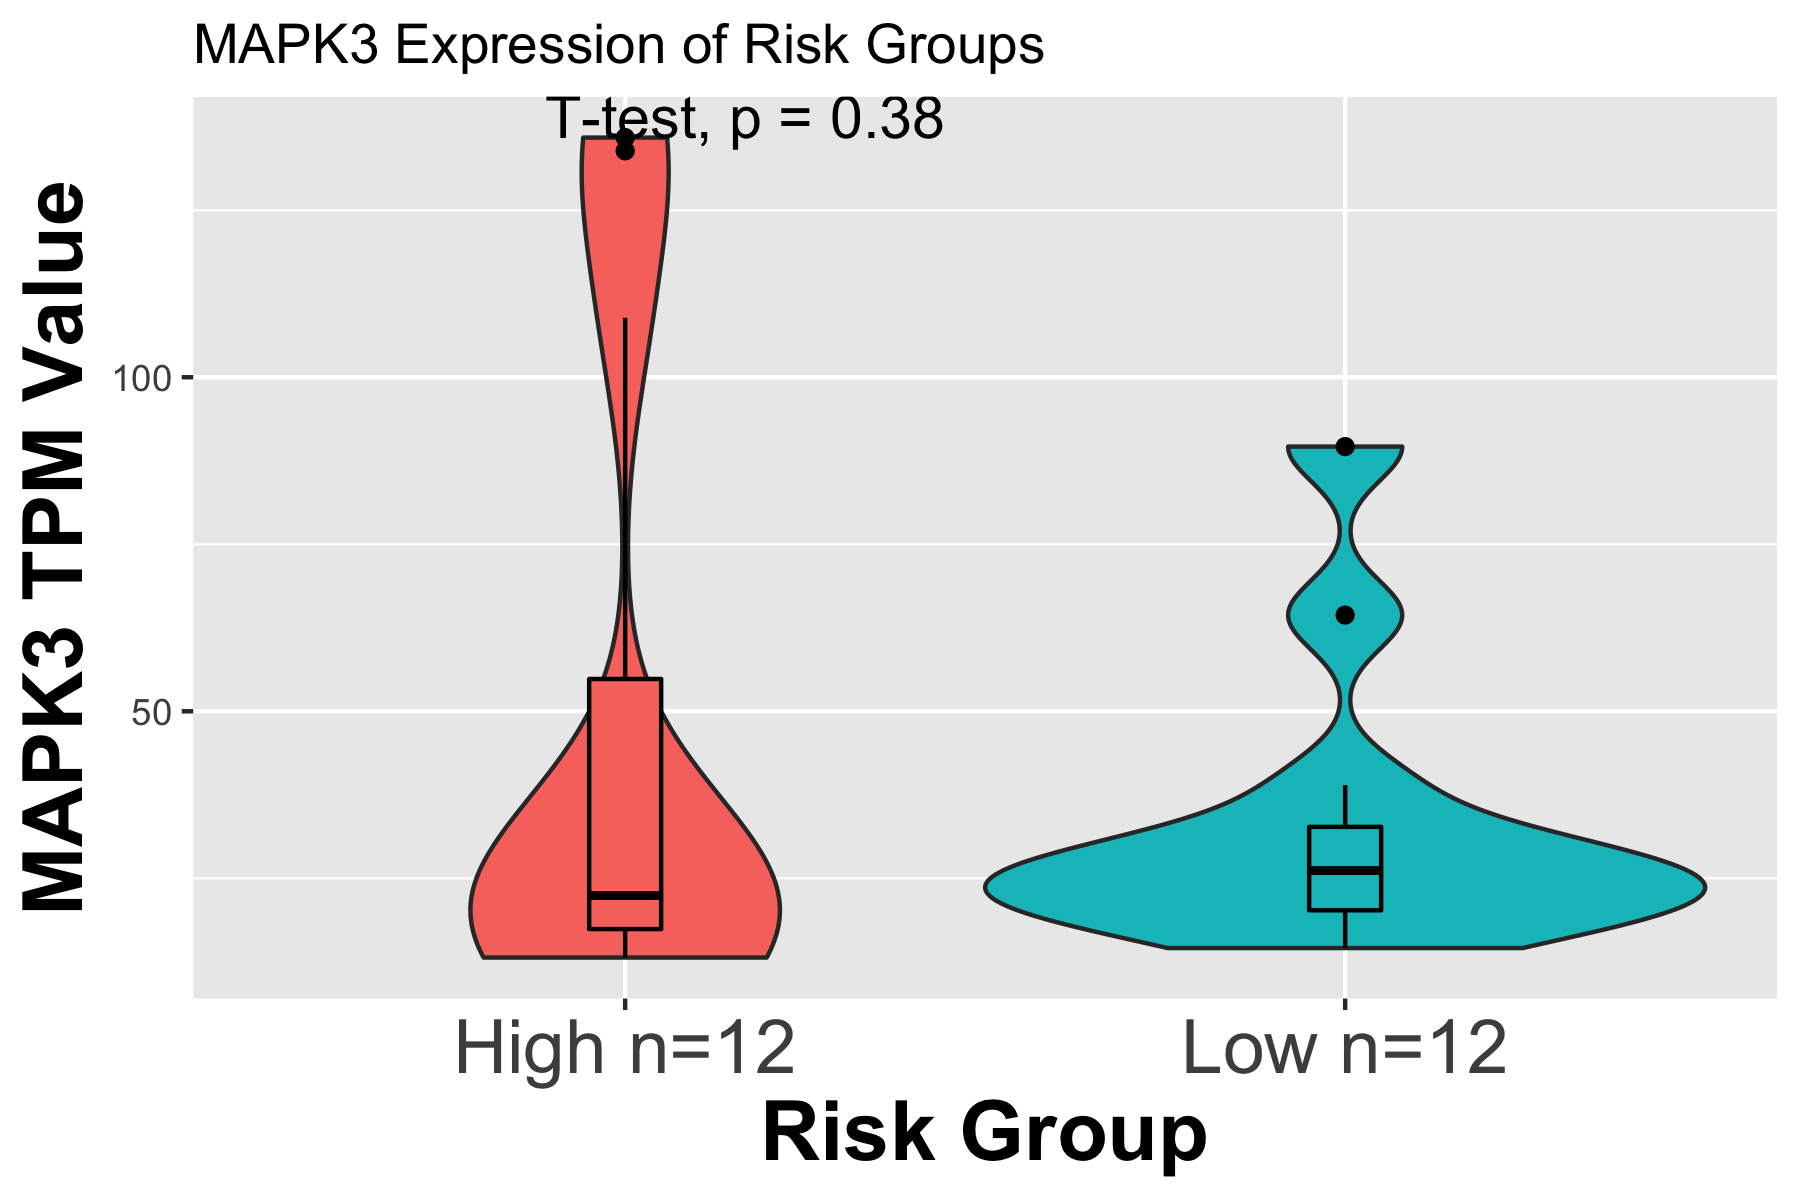 MAPK3 Expression of Risk Groups
T-test, p = 0.38
MAPK3 TPM Value
100
50
High n=12
Low n=12
Risk Group